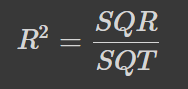 R² = SQR / SQT